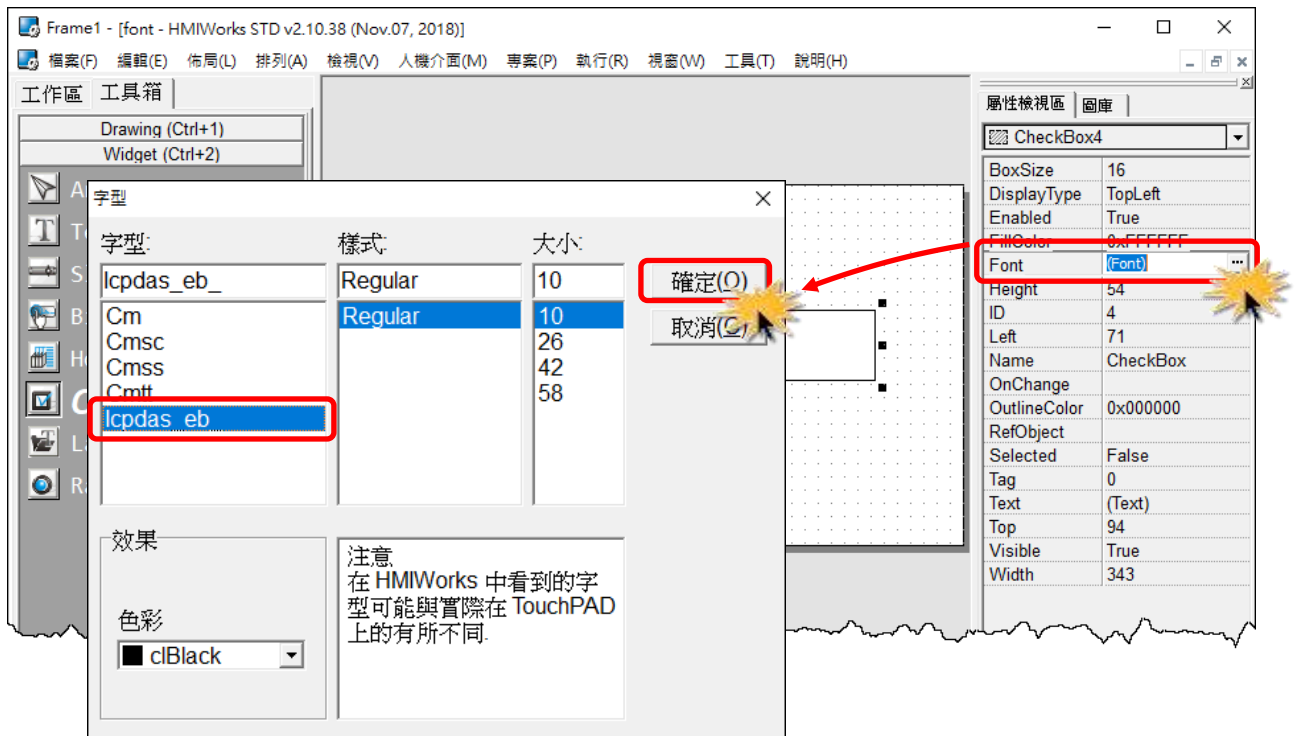 Frame1 - [font - HMIWorks STD v2.10.38 (Nov.07, 2018)]
檔案(F) 編輯(E) 佈局(L) 排列(A) 檢視(V) 人機介面(M) 專案(P) 執行(R) 視窗(W) 工具(T) 說明(H)
工作區 工具箱
Drawing (Ctrl+1)
Widget (Ctrl+2)
字型
字型: 樣式: 大小:
Icpdas_eb_ Regular 10
確定(O)
取消(C)
Cm
Cmsc
Cmss
Cmtt
Icpdas_eb_
Regular
10
26
42
58
效果
色彩
clBlack
注意
在 HMIWorks 中看到的字
型可能與實際在 TouchPAD
上的有所不同.
屬性檢視區 圖庫
CheckBox4
BoxSize 16
DisplayType TopLeft
Enabled True
FillColor 0xFFFFFF
Font (Font) ...
Height 54
ID 4
Left 71
Name CheckBox
OnChange
OutlineColor 0x000000
RefObject
Selected False
Tag 0
Text (Text)
Top 94
Visible True
Width 343